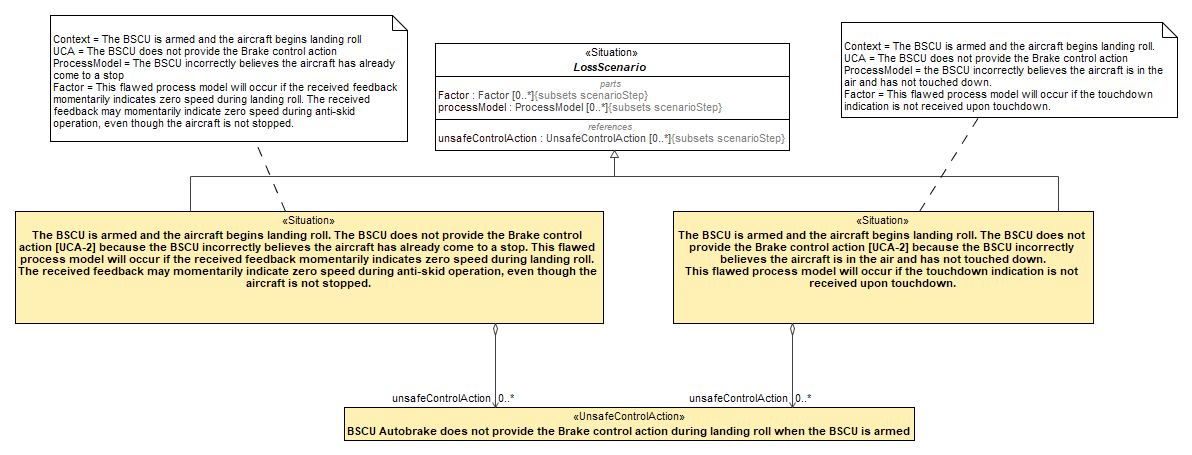 Context = The BSCU is armed and the aircraft begins landing roll
UCA = The BSCU does not provide the Brake control action
ProcessModel = The BSCU incorrectly believes the aircraft has already
come to a stop
Factor = This flawed process model will occur if the received feedback
momentarily indicates zero speed during landing roll. The received
feedback may momentarily indicate zero speed during anti-skid
operation, even though the aircraft is not stopped.
«Situation»
LossScenario
parts
Factor : Factor [0..*]{subsets scenarioStep}
processModel : ProcessModel [0..*]{subsets scenarioStep}
references
unsafeControlAction : UnsafeControlAction [0..*]{subsets scenarioStep}
Context = The BSCU is armed and the aircraft begins landing roll.
UCA = The BSCU does not provide the Brake control action
ProcessModel = the BSCU incorrectly believes the aircraft is in the
air and has not touched down.
Factor = This flawed process model will occur if the touchdown
indication is not received upon touchdown.
«Situation»
The BSCU is armed and the aircraft begins landing roll. The BSCU does not provide the Brake control
action [UCA-2] because the BSCU incorrectly believes the aircraft has already come to a stop. This flawed
process model will occur if the received feedback momentarily indicates zero speed during landing roll.
The received feedback may momentarily indicate zero speed during anti-skid operation, even though the
aircraft is not stopped.
«Situation»
The BSCU is armed and the aircraft begins landing roll. The BSCU does not
provide the Brake control action [UCA-2] because the BSCU incorrectly
believes the aircraft is in the air and has not touched down.
This flawed process model will occur if the touchdown indication is not
received upon touchdown.
unsafeControlAction 0..*
unsafeControlAction 0..*
«UnsafeControlAction»
BSCU Autobrake does not provide the Brake control action during landing roll when the BSCU is armed